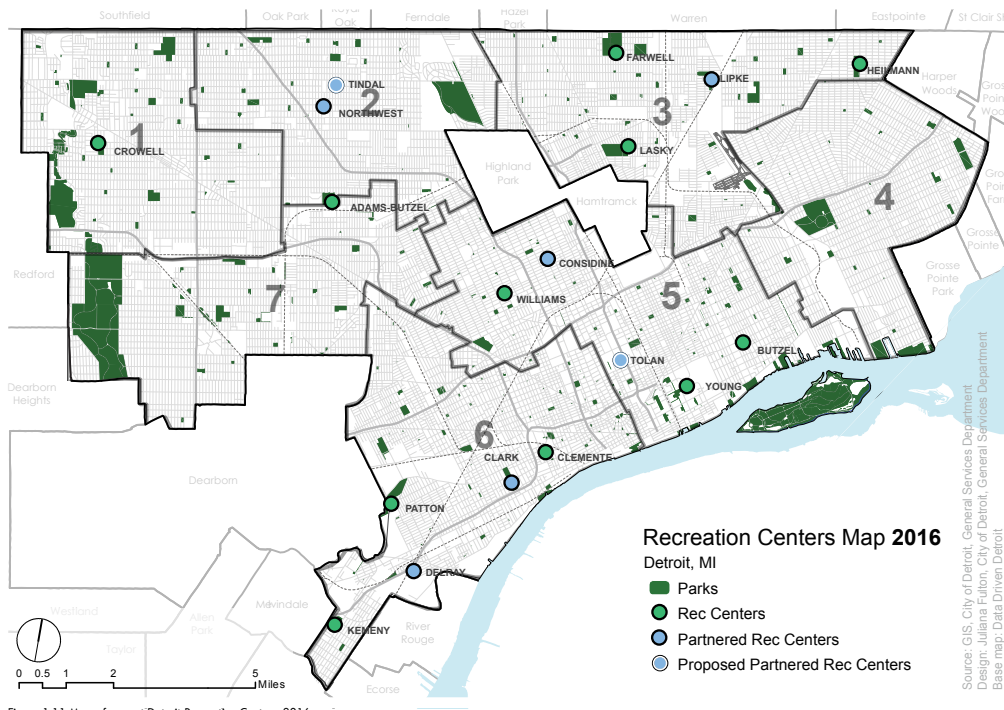 Southfield
Oak Park
Royal
Oak
Ferndale
Hazel
Park
Warren
Eastpointe
St Clair Sh
FARWELL
HEILMANN
LIPKE
TINDAL
2
NORTHWEST
3
Harper
Woods
1
CROWELL
LASKY
Highland
Park
4
Hamtramck
ADAMS-BUTZEL
Redford
CONSIDINE
Grosse
Pointe
Park
7
5
WILLIAMS
BUTZEL
TOLAN
YOUNG
Dearborn
Heights
6
CLARK
CLEMENTE
Dearborn
PATTON
DELRAY
KEMENY
Melvindale
Allen
Park
Westland
Taylor
River
Rouge
Ecorse
0 0.5 1 2 5
Miles
Recreation Centers Map 2016
Detroit, MI
Parks
Rec Centers
Partnered Rec Centers
Proposed Partnered Rec Centers
Source: GIS, City of Detroit, General Services Department
Design: Juliana Fulton, City of Detroit, General Services Department
Base map: Data Driven Detroit